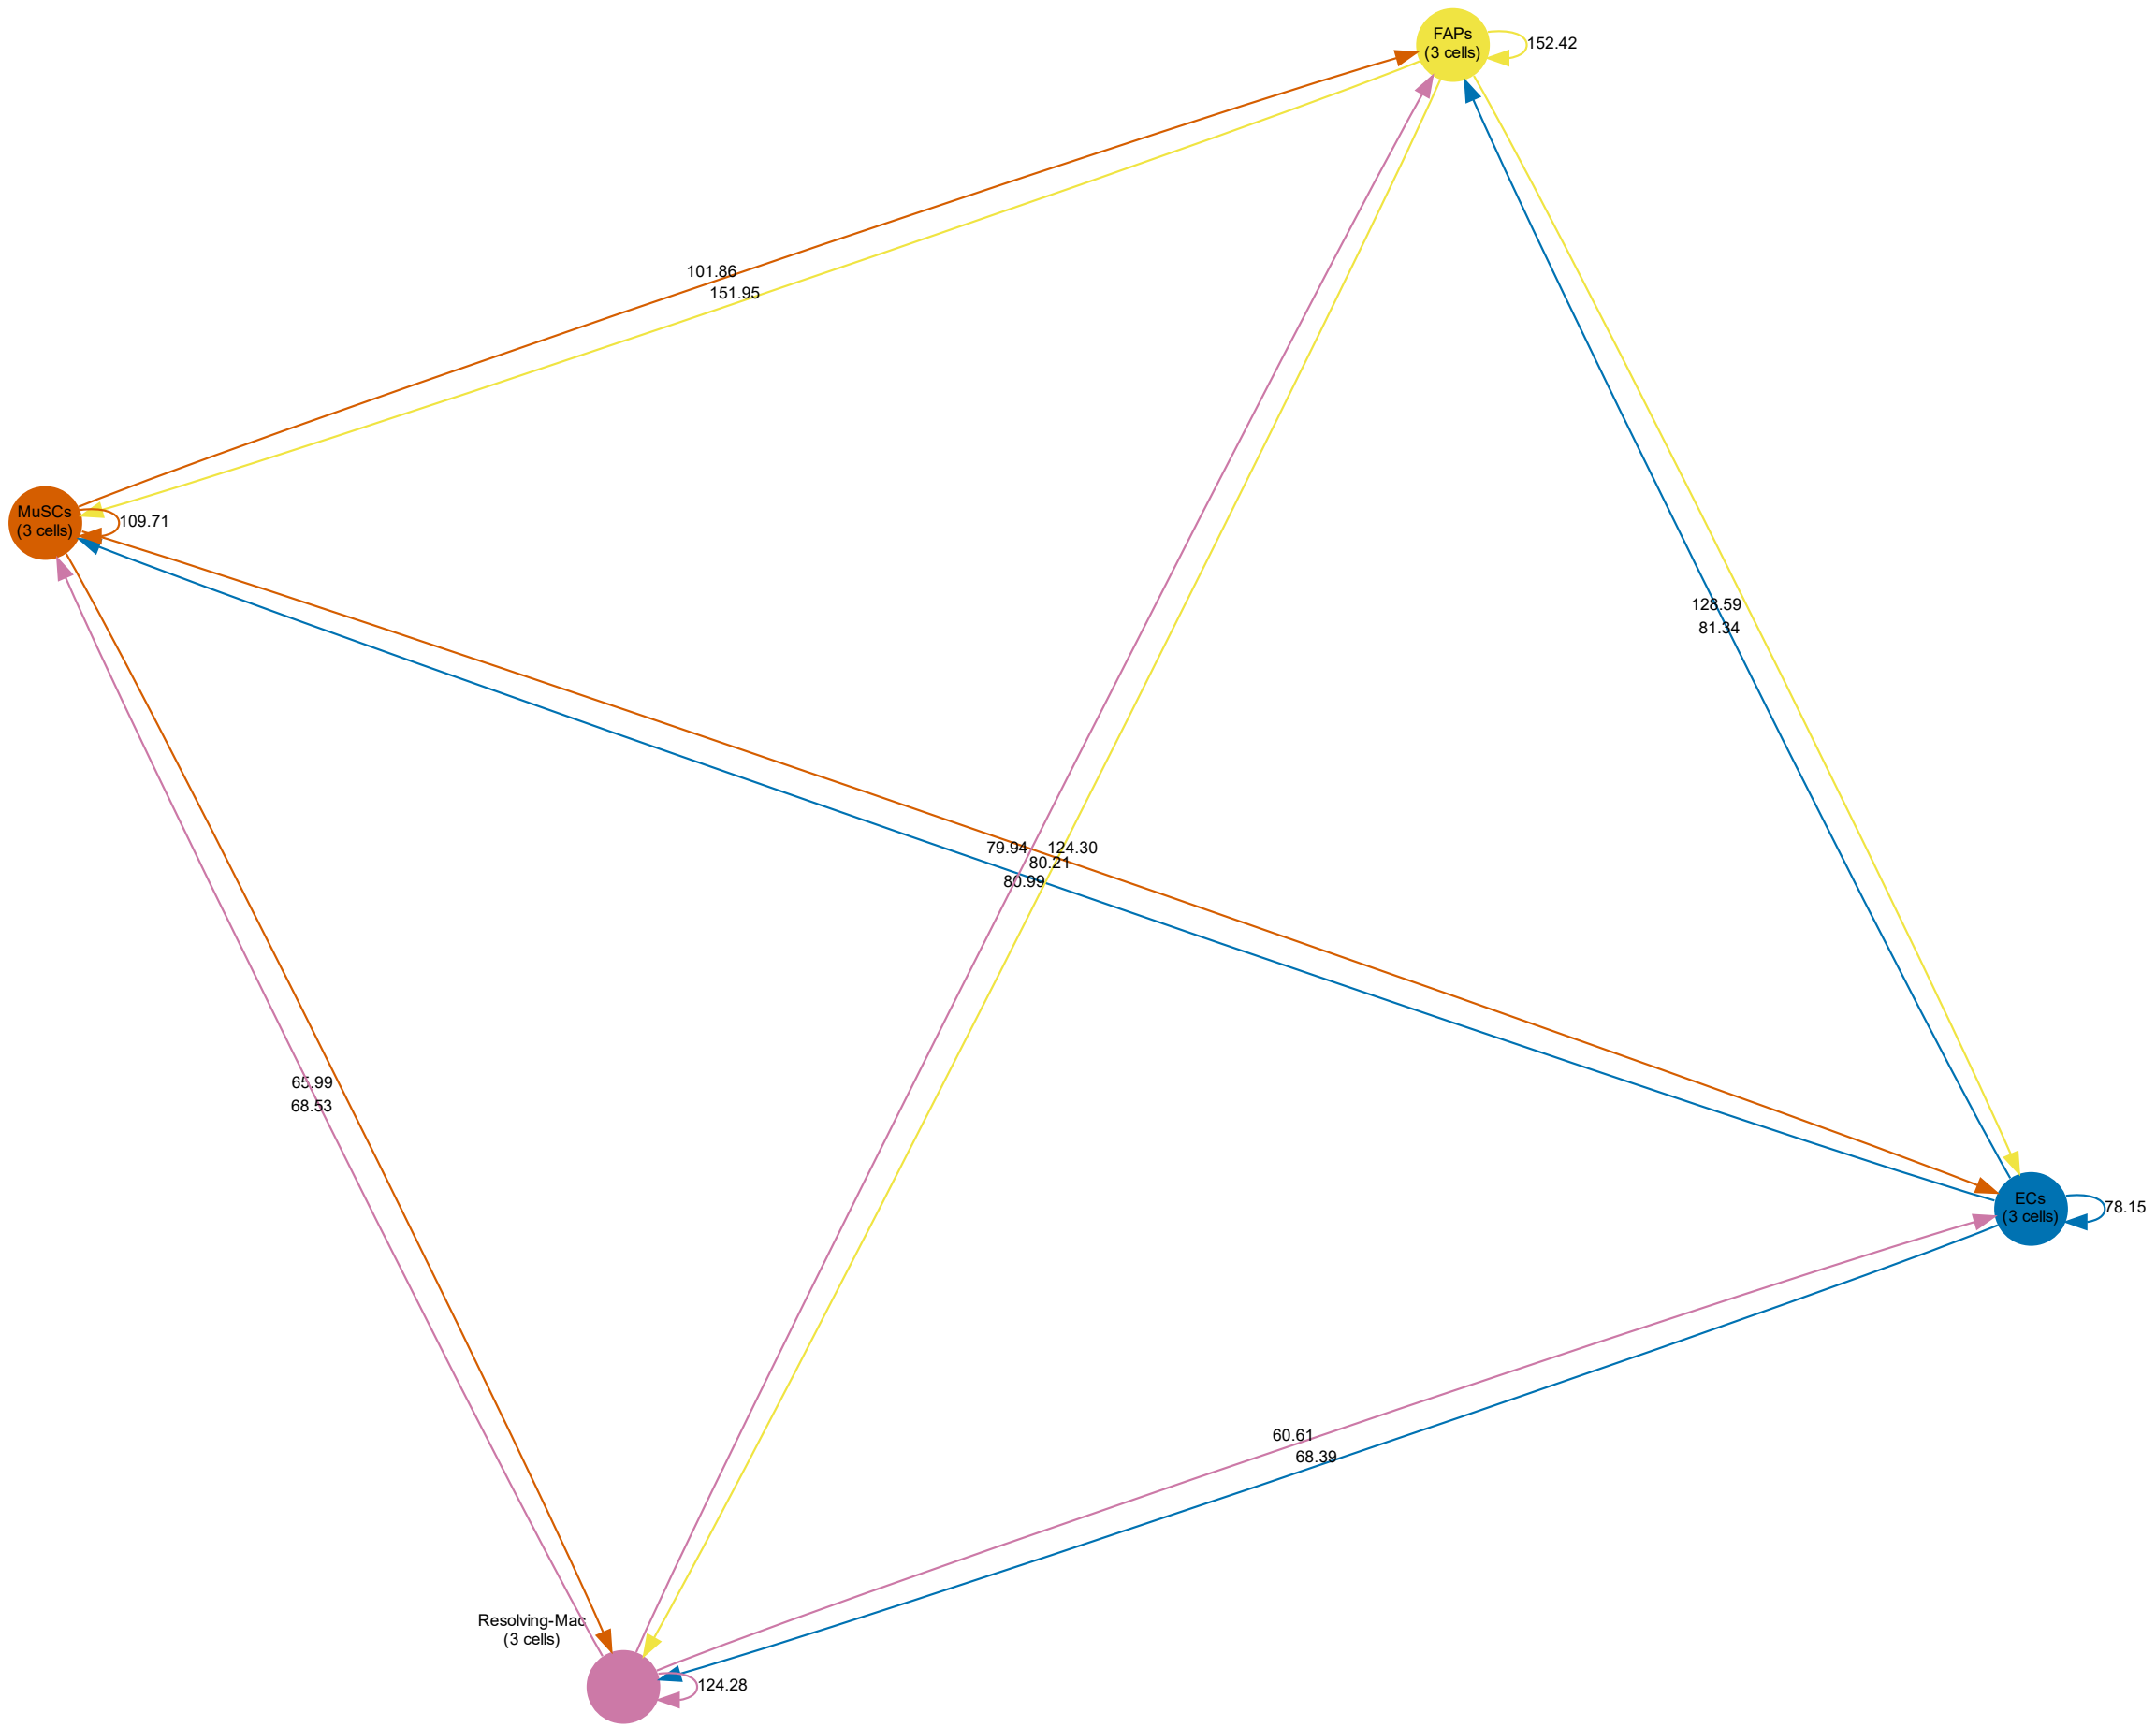 FAPs
(3 cells)
152.42
101.86
151.95
MuSCs
(3 cells)
109.71
128.59
81.34
79.94
124.30
80.21
80.99
65.99
68.53
ECs
(3 cells)
78.15
60.61
68.39
Resolving-Mac
(3 cells)
124.28